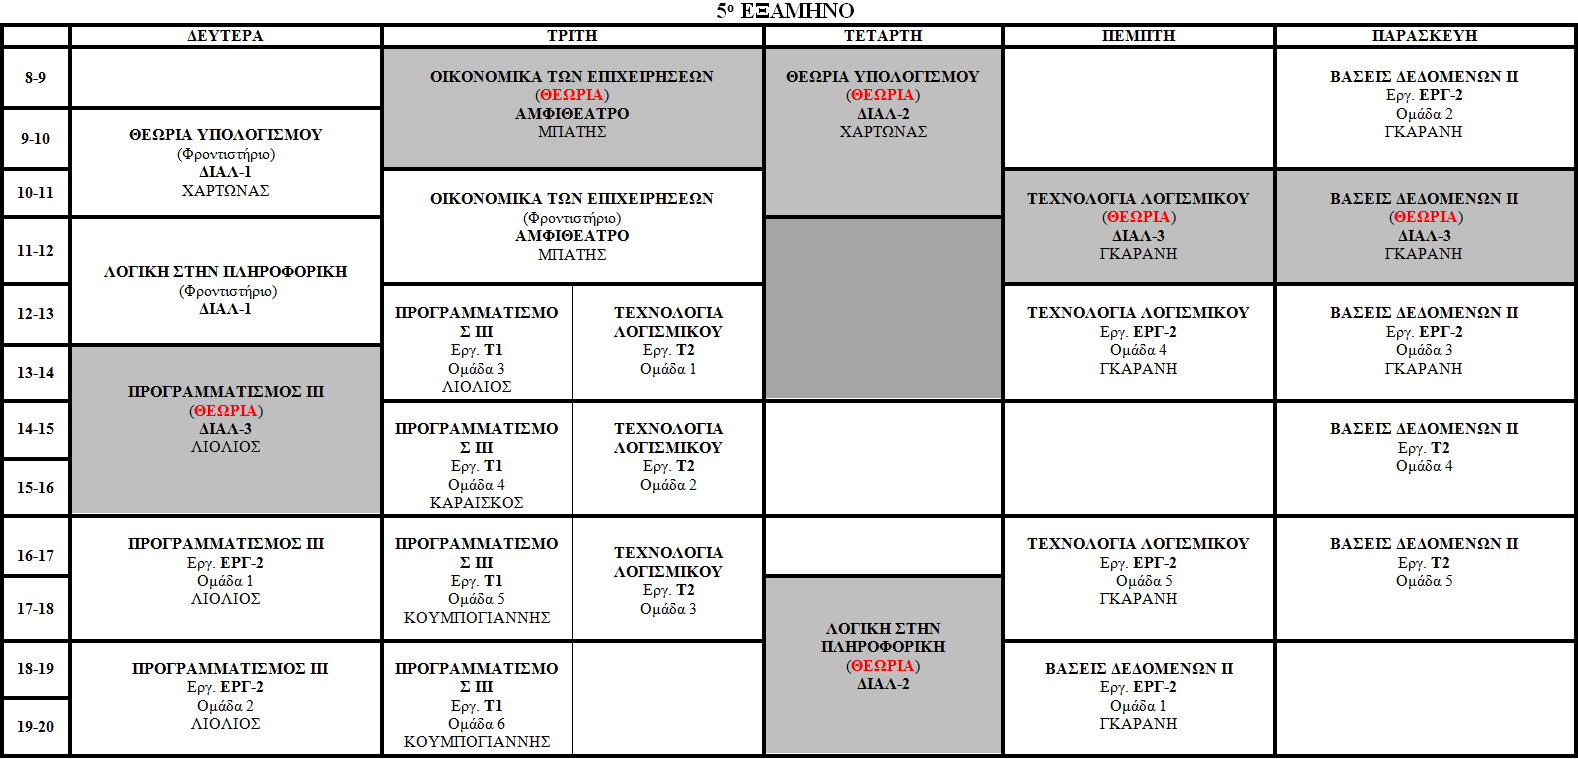 5ο ΕΞΑΜΗΝΟ
ΔΕΥΤΕΡΑ
ΤΡΙΤΗ
ΤΕΤΑΡΤΗ
ΠΕΜΠΤΗ
ΠΑΡΑΣΚΕΥΗ
8-9
9-10
10-11
11-12
12-13
13-14
14-15
15-16
16-17
17-18
18-19
19-20
ΘΕΩΡΙΑ ΥΠΟΛΟΓΙΣΜΟΥ
(Φροντιστήριο)
ΔΙΑΛ-1
ΧΑΡΤΩΝΑΣ
ΛΟΓΙΚΗ ΣΤΗΝ ΠΛΗΡΟΦΟΡΙΚΗ
(Φροντιστήριο)
ΔΙΑΛ-1
ΠΡΟΓΡΑΜΜΑΤΙΣΜΟΣ ΙΙΙ
(ΘΕΩΡΙΑ)
ΔΙΑΛ-3
ΛΙΟΛΙΟΣ
ΠΡΟΓΡΑΜΜΑΤΙΣΜΟΣ ΙΙΙ
Εργ. ΕΡΓ-2
Ομάδα 1
ΛΙΟΛΙΟΣ
ΠΡΟΓΡΑΜΜΑΤΙΣΜΟΣ ΙΙΙ
Εργ. ΕΡΓ-2
Ομάδα 2
ΛΙΟΛΙΟΣ
ΟΙΚΟΝΟΜΙΚΑ ΤΩΝ ΕΠΙΧΕΙΡΗΣΕΩΝ
(ΘΕΩΡΙΑ)
ΑΜΦΙΘΕΑΤΡΟ
ΜΠΑΤΗΣ
ΟΙΚΟΝΟΜΙΚΑ ΤΩΝ ΕΠΙΧΕΙΡΗΣΕΩΝ
(Φροντιστήριο)
ΑΜΦΙΘΕΑΤΡΟ
ΜΠΑΤΗΣ
ΠΡΟΓΡΑΜΜΑΤΙΣΜΟ
Σ ΙΙΙ
Εργ. Τ1
Ομάδα 3
ΛΙΟΛΙΟΣ
ΤΕΧΝΟΛΟΓΙΑ
ΛΟΓΙΣΜΙΚΟΥ
Εργ. Τ2
Ομάδα 1
ΠΡΟΓΡΑΜΜΑΤΙΣΜΟ
Σ ΙΙΙ
Εργ. Τ1
Ομάδα 4
ΚΑΡΑΙΣΚΟΣ
ΤΕΧΝΟΛΟΓΙΑ
ΛΟΓΙΣΜΙΚΟΥ
Εργ. Τ2
Ομάδα 2
ΠΡΟΓΡΑΜΜΑΤΙΣΜΟ
Σ ΙΙΙ
Εργ. Τ1
Ομάδα 5
ΚΟΥΜΠΟΓΙΑΝΝΗΣ
ΤΕΧΝΟΛΟΓΙΑ
ΛΟΓΙΣΜΙΚΟΥ
Εργ. Τ2
Ομάδα 3
ΠΡΟΓΡΑΜΜΑΤΙΣΜΟ
Σ ΙΙΙ
Εργ. Τ1
Ομάδα 6
ΚΟΥΜΠΟΓΙΑΝΝΗΣ
ΘΕΩΡΙΑ ΥΠΟΛΟΓΙΣΜΟΥ
(ΘΕΩΡΙΑ)
ΔΙΑΛ-2
ΧΑΡΤΩΝΑΣ
ΛΟΓΙΚΗ ΣΤΗΝ
ΠΛΗΡΟΦΟΡΙΚΗ
(ΘΕΩΡΙΑ)
ΔΙΑΛ-2
ΤΕΧΝΟΛΟΓΙΑ ΛΟΓΙΣΜΙΚΟΥ
(ΘΕΩΡΙΑ)
ΔΙΑΛ-3
ΓΚΑΡΑΝΗ
ΤΕΧΝΟΛΟΓΙΑ ΛΟΓΙΣΜΙΚΟΥ
Εργ. ΕΡΓ-2
Ομάδα 4
ΓΚΑΡΑΝΗ
ΤΕΧΝΟΛΟΓΙΑ ΛΟΓΙΣΜΙΚΟΥ
Εργ. ΕΡΓ-2
Ομάδα 5
ΓΚΑΡΑΝΗ
ΒΑΣΕΙΣ ΔΕΔΟΜΕΝΩΝ ΙΙ
Εργ. ΕΡΓ-2
Ομάδα 1
ΓΚΑΡΑΝΗ
ΒΑΣΕΙΣ ΔΕΔΟΜΕΝΩΝ ΙΙ
Εργ. ΕΡΓ-2
Ομάδα 2
ΓΚΑΡΑΝΗ
ΒΑΣΕΙΣ ΔΕΔΟΜΕΝΩΝ ΙΙ
(ΘΕΩΡΙΑ)
ΔΙΑΛ-3
ΓΚΑΡΑΝΗ
ΒΑΣΕΙΣ ΔΕΔΟΜΕΝΩΝ ΙΙ
Εργ. ΕΡΓ-2
Ομάδα 3
ΓΚΑΡΑΝΗ
ΒΑΣΕΙΣ ΔΕΔΟΜΕΝΩΝ ΙΙ
Εργ. Τ2
Ομάδα 4
ΒΑΣΕΙΣ ΔΕΔΟΜΕΝΩΝ ΙΙ
Εργ. Τ2
Ομάδα 5